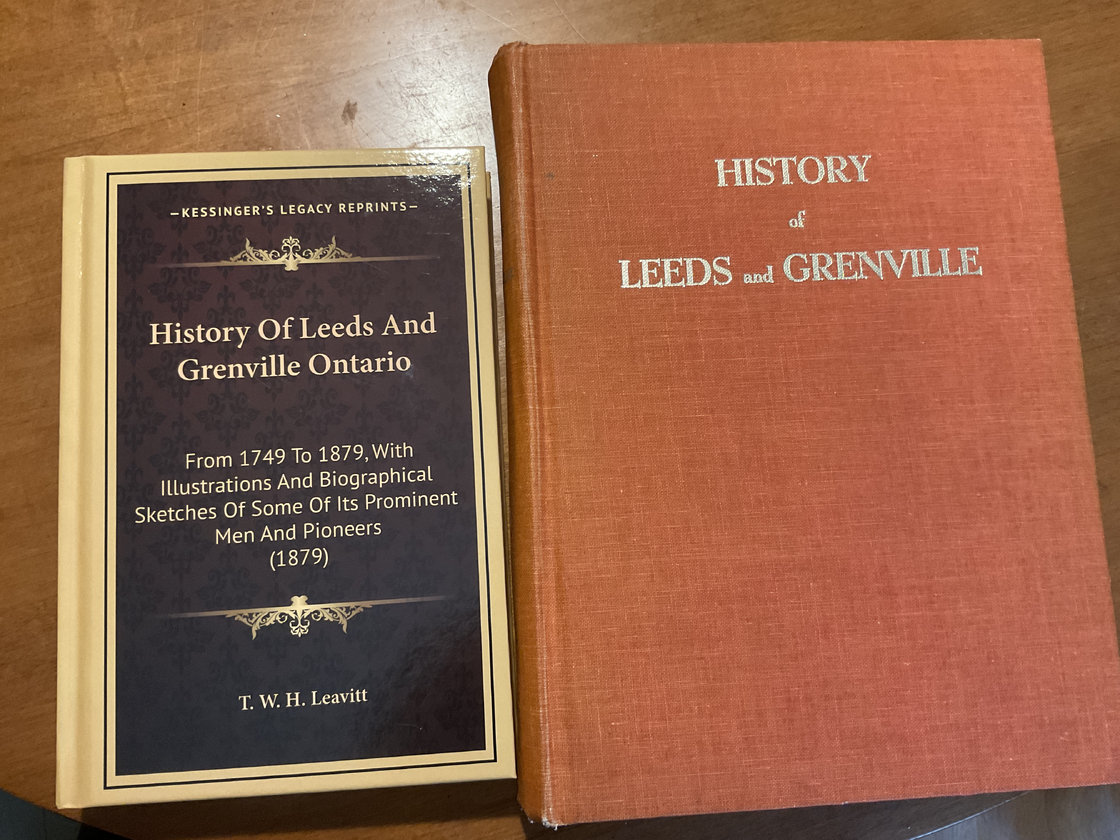 —KESSINGER'S LEGACY REPRINTS—
History Of Leeds And
Grenville Ontario
From 1749 To 1879, With
Illustrations And Biographical
Sketches Of Some Of Its Prominent
Men And Pioneers
(1879)
T. W. H. Leavitt
HISTORY
of
LEEDS and GRENVILLE